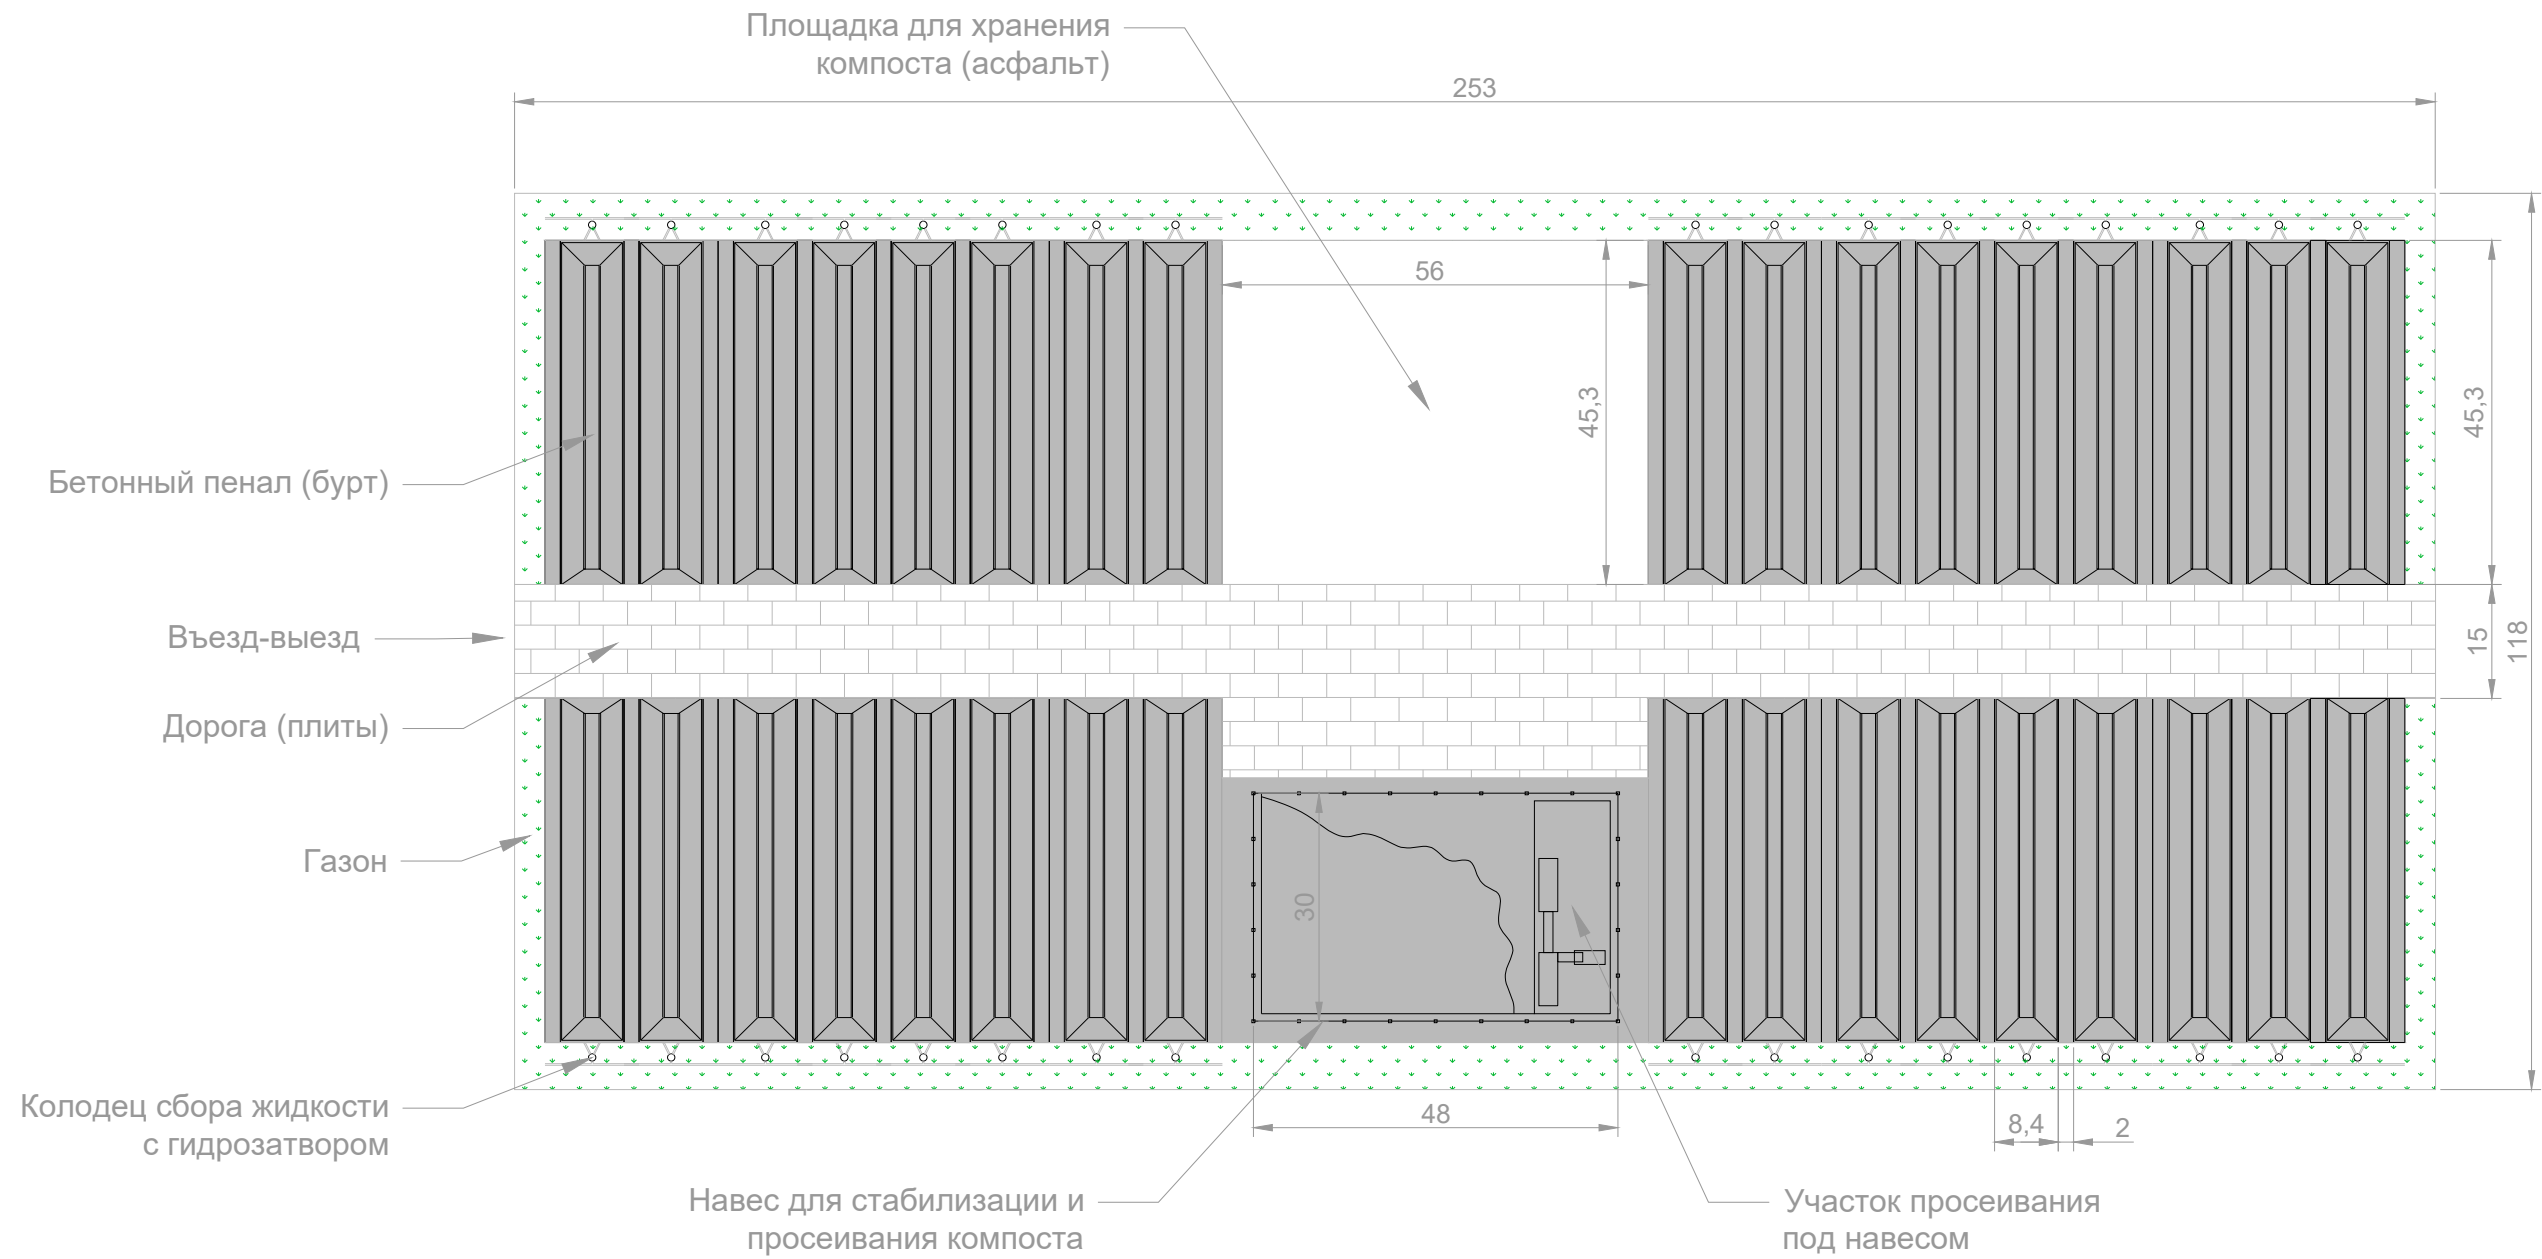 Площадка для хранения
компоста (асфальт)
253
56
45,3
45,3
Бетонный пенал (бурт)
Въезд-выезд
15
118
Дорога (плиты)
Газон
30
Колодец сбора жидкости
с гидрозатвором
48
8,4
2
Навес для стабилизации и
просеивания компоста
Участок просеивания
под навесом